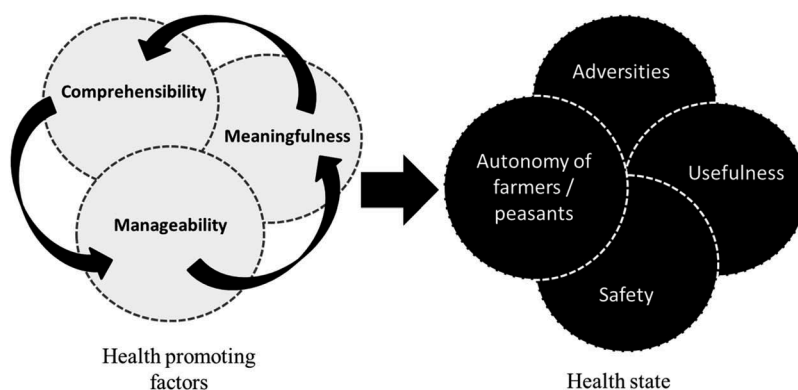 Comprehensibility
Meaningfulness
Manageability
Health promoting
factors
Adversities
Autonomy of
farmers /
peasants
Usefulness
Safety
Health state